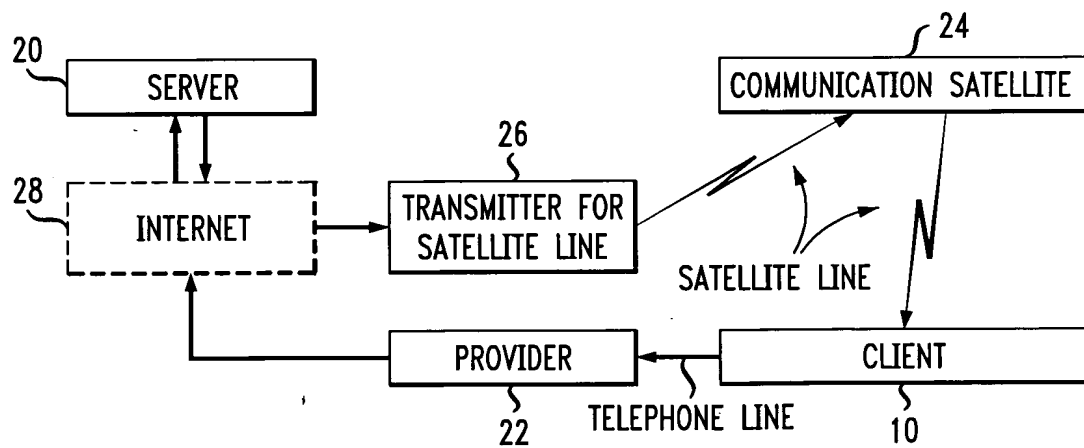 20
SERVER
24
COMMUNICATION SATELLITE
26
28
INTERNET
TRANSMITTER FOR
SATELLITE LINE
SATELLITE LINE
PROVIDER
CLIENT
22
TELEPHONE LINE
10